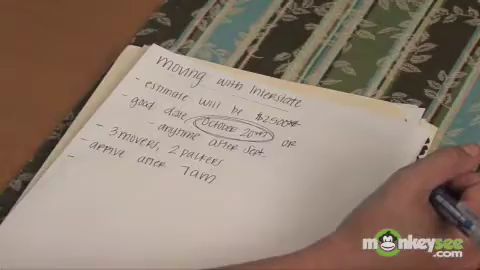 moving with Interstate
- estimate will be $2500
- good date, OCTOBER 20th OR
- anytime after Sept.
- 3 movers, 2 packers
- arrive after 7am
-
monkeysee
.com